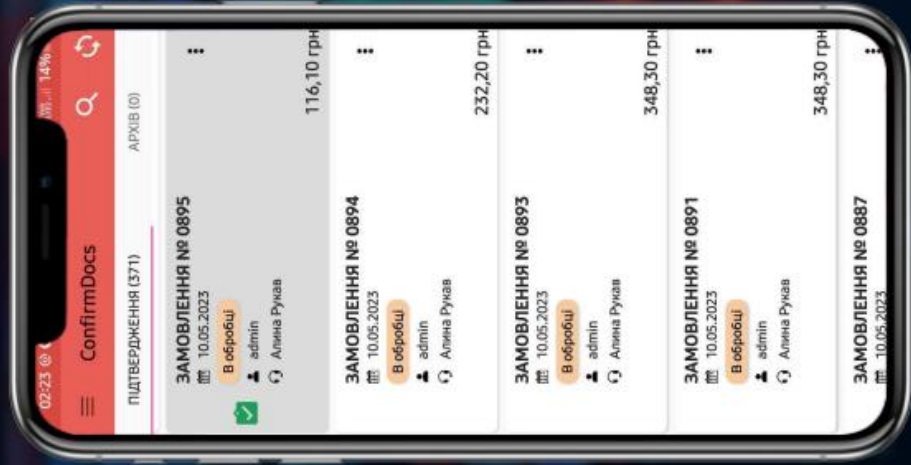 02:23 @
14%
ConfirmDocs
ПІДТВЕРДЖЕННЯ (371)
АРХІВ (0)
ЗАМОВЛЕННЯ № 0895
10.05.2023
В обробці
admin
Алина Рукав
116,10 грн
ЗАМОВЛЕННЯ № 0894
10.05.2023
В обробці
admin
Алина Рукав
232,20 грн
ЗАМОВЛЕННЯ № 0893
10.05.2023
В обробці
admin
Алина Рукав
348,30 грн
ЗАМОВЛЕННЯ № 0891
10.05.2023
В обробці
admin
Алина Рукав
348,30 грн
ЗАМОВЛЕННЯ № 0887
10.05.2023